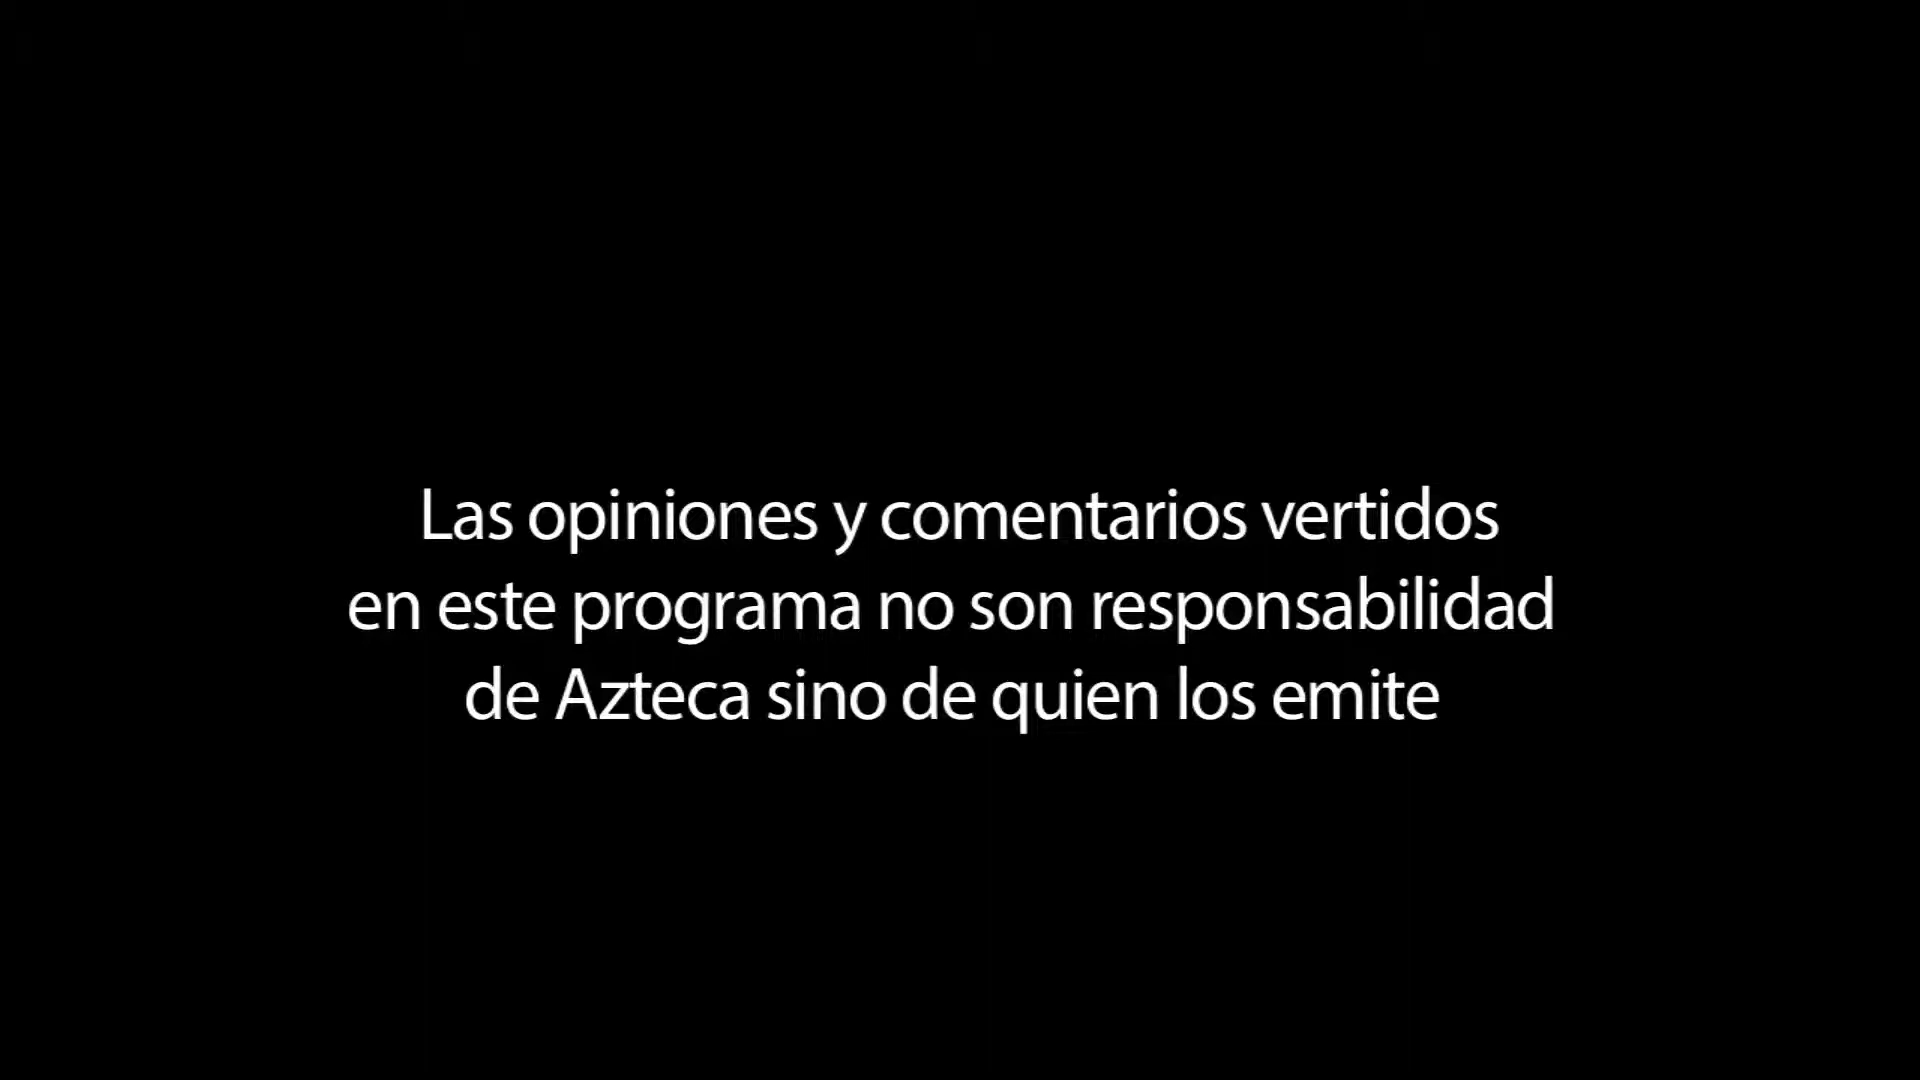 Las opiniones y comentarios vertidos
en este programa no son responsabilidad
de Azteca sino de quien los emite